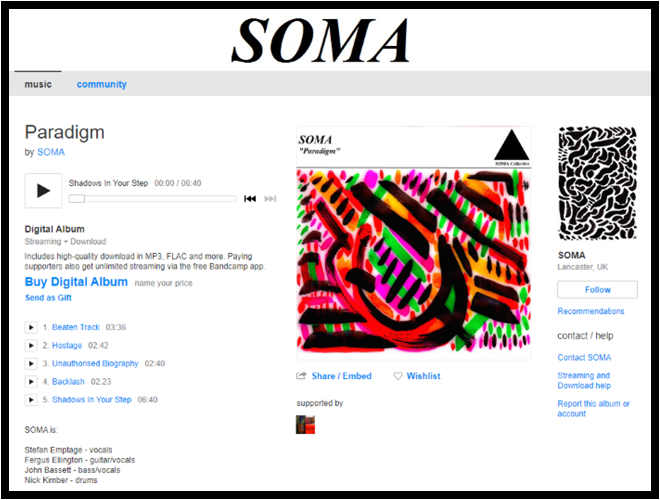 SOMA
music community
Paradigm
by SOMA
Shadows In Your Step 00:00 / 06:40
Digital Album
Streaming + Download
Includes high-quality download in MP3, FLAC and more. Paying
supporters also get unlimited streaming via the free Bandcamp app.
Buy Digital Album name your price
Send as Gift
1. Beaten Track 03:36
2. Hostage 02:42
3. Unauthorised Biography 02:40
4. Backlash 02:23
5. Shadows In Your Step 06:40
SOMA is:
Stefan Emptage - vocals
Fergus Ellington - guitar/vocals
John Bassett - bass/vocals
Nick Kimber - drums
SOMA
"Paradigm"
SOMA Collective
Share / Embed Wishlist
supported by
SOMA
Lancaster, UK
Follow
Recommendations
contact / help
Contact SOMA
Streaming and
Download help
Report this album or
account